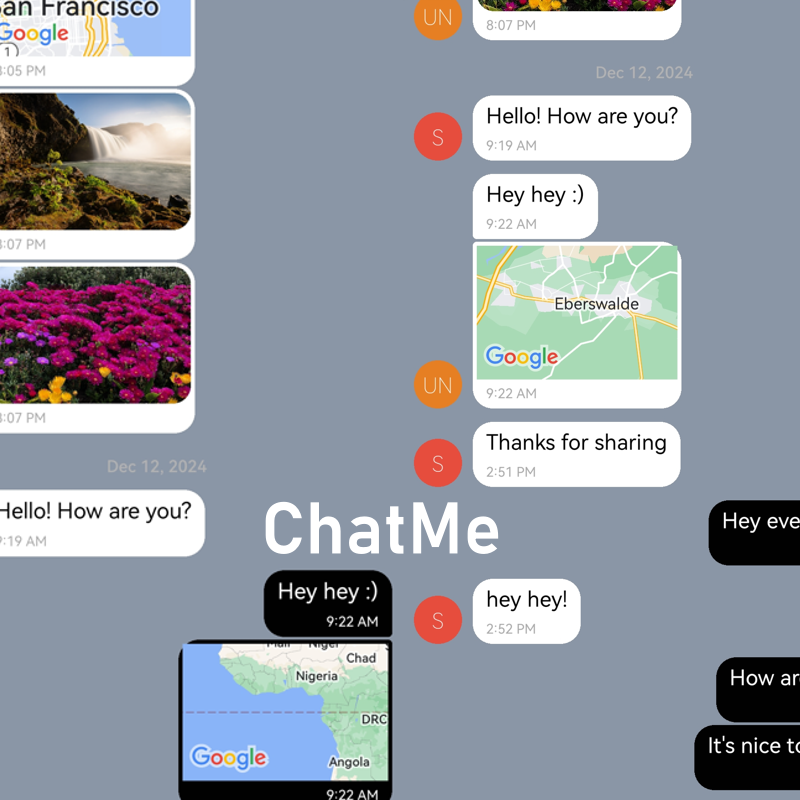 San Francisco
Google
1
8:05 PM
8:07 PM
8:07 PM
Dec 12, 2024
Hello! How are you?
9:19 AM
ChatMe
Hey hey :)
9:22 AM
Niger
Chad
Nigeria
DRC
Google
Angola
9:22 AM
UN
8:07 PM
Dec 12, 2024
S
Hello! How are you?
9:19 AM
Hey hey :)
9:22 AM
Eberswalde
Google
UN
9:22 AM
S
Thanks for sharing
2:51 PM
S
hey hey!
2:52 PM
Hey eve
How ar
It's nice to